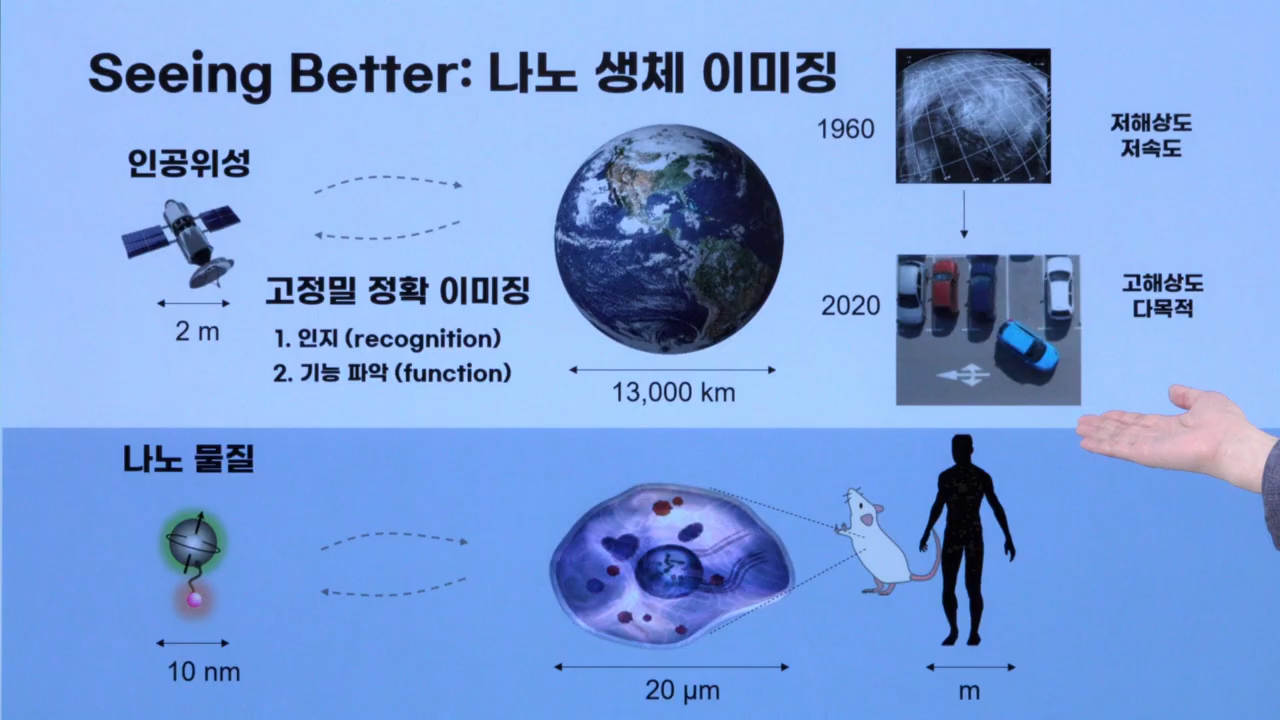 Seeing Better: 나노 생체 이미징
인공위성
2 m
고정밀 정확 이미징
1. 인지 (recognition)
2. 기능 파악 (function)
13,000 km
1960
저해상도
저속도
2020
고해상도
다목적
나노 물질
10 nm
20 μm
m